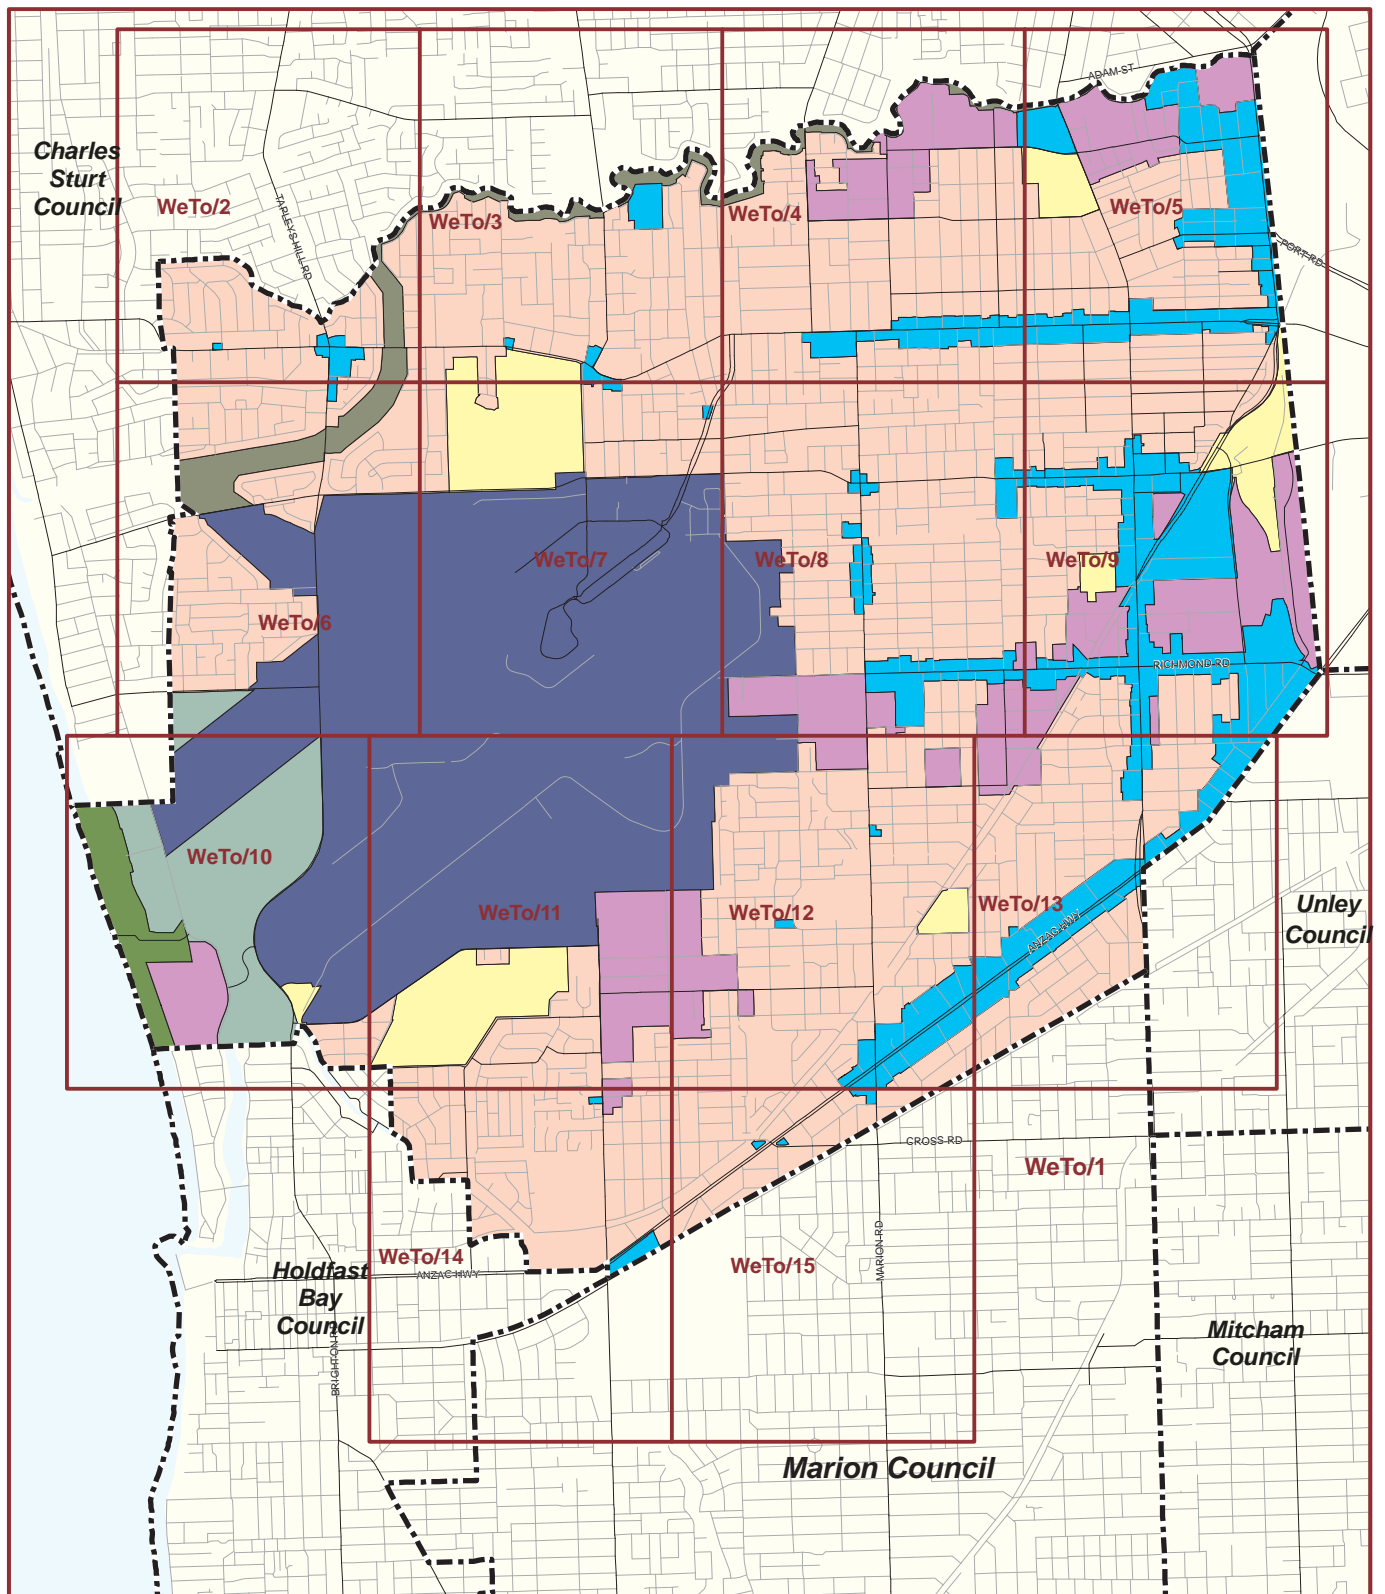 ADAM ST
Charles
Sturt
Council
WeTo/2
WeTo/3
WeTo/4
WeTo/5
TAPLEYS HILL RD
PORT RD
WeTo/6
WeTo/7
WeTo/8
WeTo/9
RICHMOND RD
WeTo/10
WeTo/11
WeTo/12
WeTo/13
ANZAC HWY
Unley
Council
CROSS RD
WeTo/1
MARION RD
WeTo/14
WeTo/15
ANZAC HWY
Holdfast
Bay
Council
BRIGHTON RD
Mitcham
Council
Marion Council